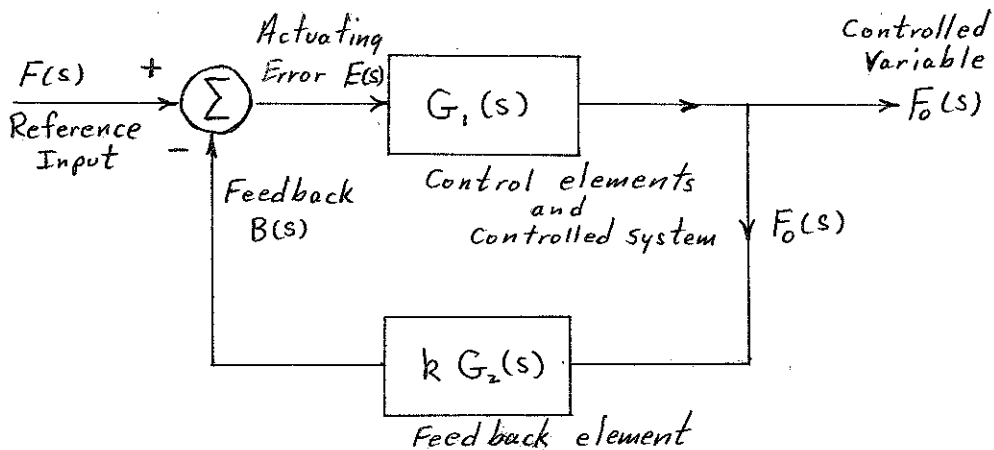 Actuating
Error E(s)
Controlled
Variable
F(s)
+
Σ
G₁(s)
F₀(s)
Reference
Input
−
Feedback
B(s)
Control elements
and
Controlled system
F₀(s)
k G₂(s)
Feedback element